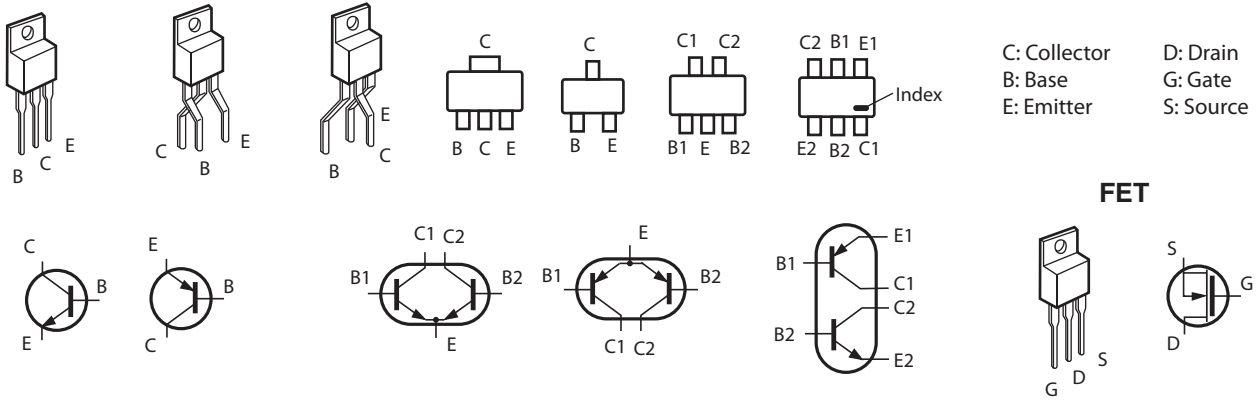 C C C1 C2 C2 B1 E1
C: Collector D: Drain
B: Base G: Gate
E: Emitter S: Source
Index
B C E
C B E
B E C
B C E
B E
B1 E B2
E2 B2 C1
FET
C B E
E B C
C1 C2
B1 B2
E
E
B1 B2
C1 C2
E1
B1
C1
C2
B2
E2
G D S
S
G
D